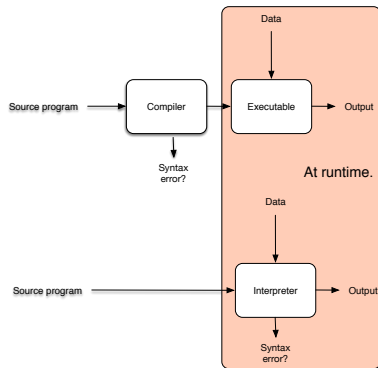 Data
Source program
Compiler
Executable
Output
Syntax
error?
At runtime.
Data
Source program
Interpreter
Output
Syntax
error?